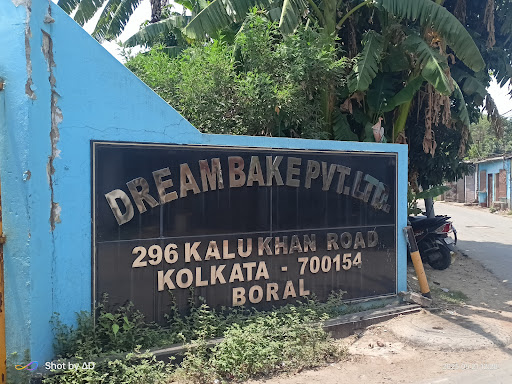 DREAM BAKE PVT. LTD.
296 KALU KHAN ROAD
KOLKATA - 700154
BORAL
Shot by AD